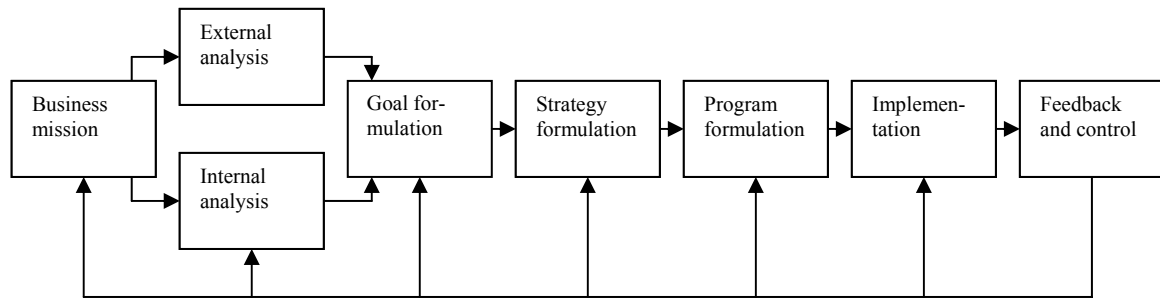 External
analysis
Business
mission
Internal
analysis
Goal for-
mulation
Strategy
formulation
Program
formulation
Implemen-
tation
Feedback
and control